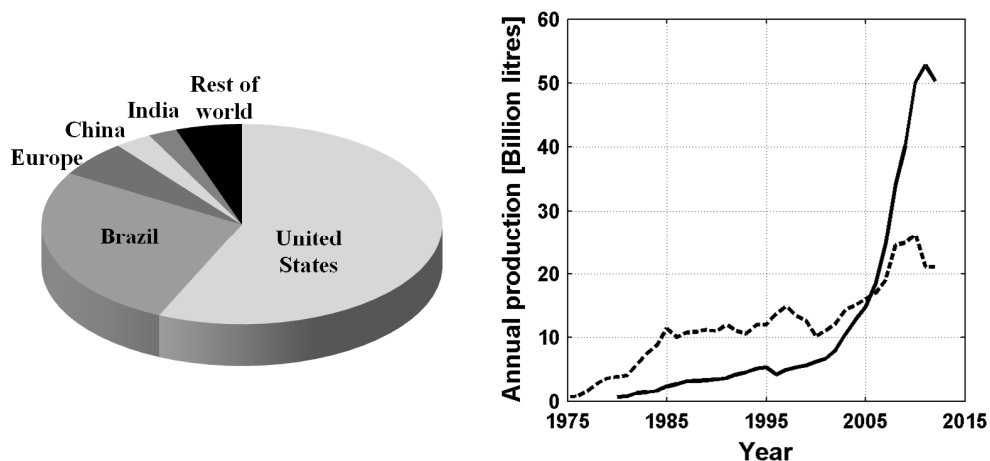 Rest of
world
India
China
Europe
Brazil
United
States
Annual production [Billion litres]
60
50
40
30
20
10
0
1975
1985
1995
2005
2015
Year